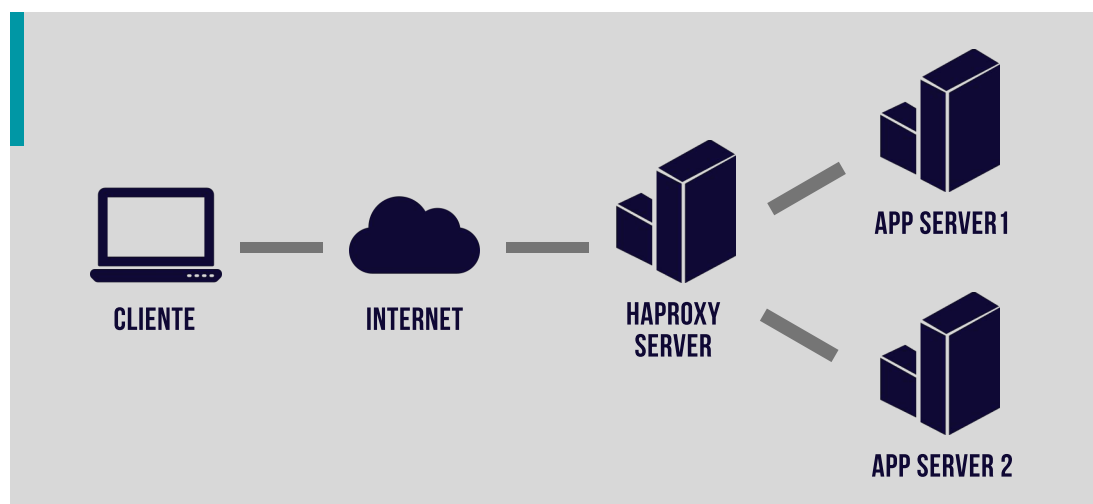 CLIENTE
INTERNET
HAPROXY
SERVER
APP SERVER1
APP SERVER 2